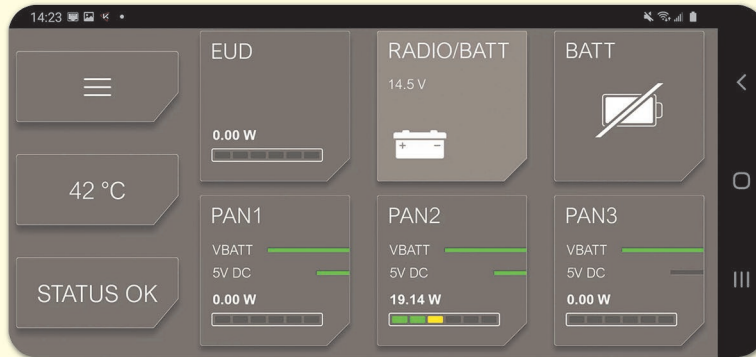 14:23
42 °C
STATUS OK
EUD
0.00 W
RADIO/BATT
14.5 V
BATT
PAN1
VBATT
5V DC
0.00 W
PAN2
VBATT
5V DC
19.14 W
PAN3
VBATT
5V DC
0.00 W